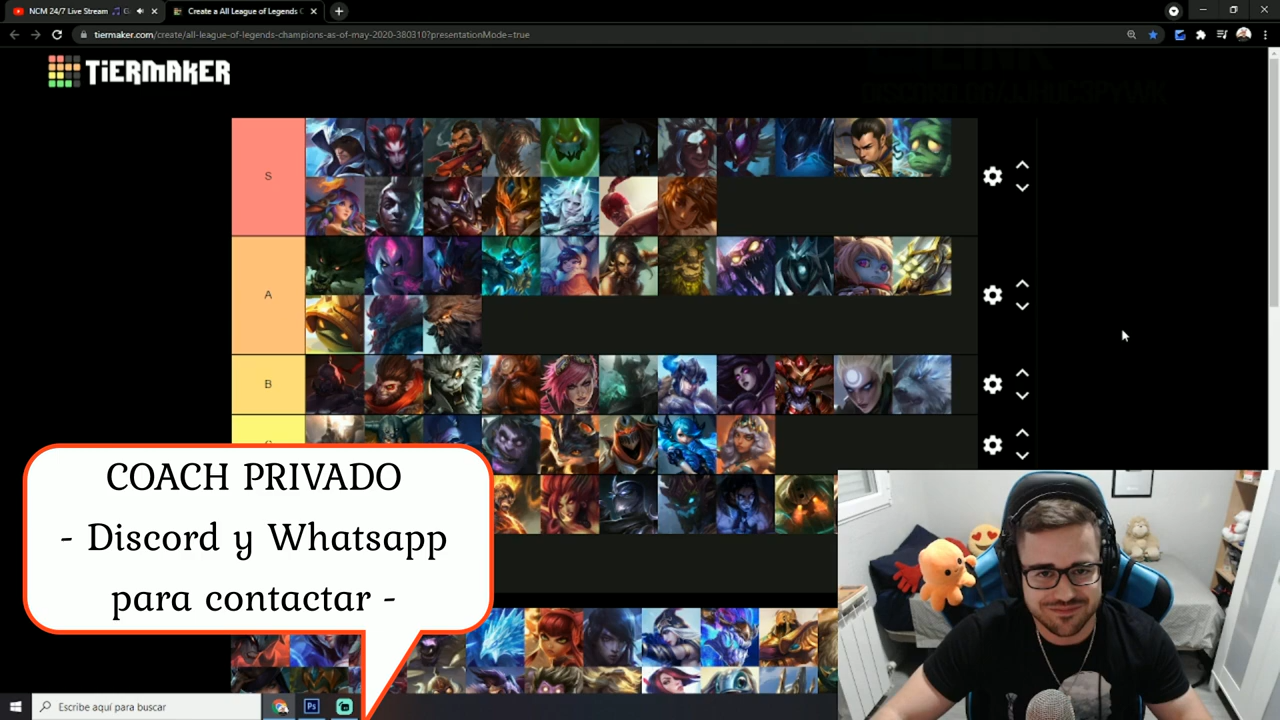 NCM 24/7 Live Stream
Create a All League of Legends C
tiermaker.com/create/all-league-of-legends-champions-as-of-may-2020-380310?presentationMode=true
TIERMAKER
S
A
B
COACH PRIVADO
- Discord y Whatsapp
para contactar -
Escribe aquí para buscar